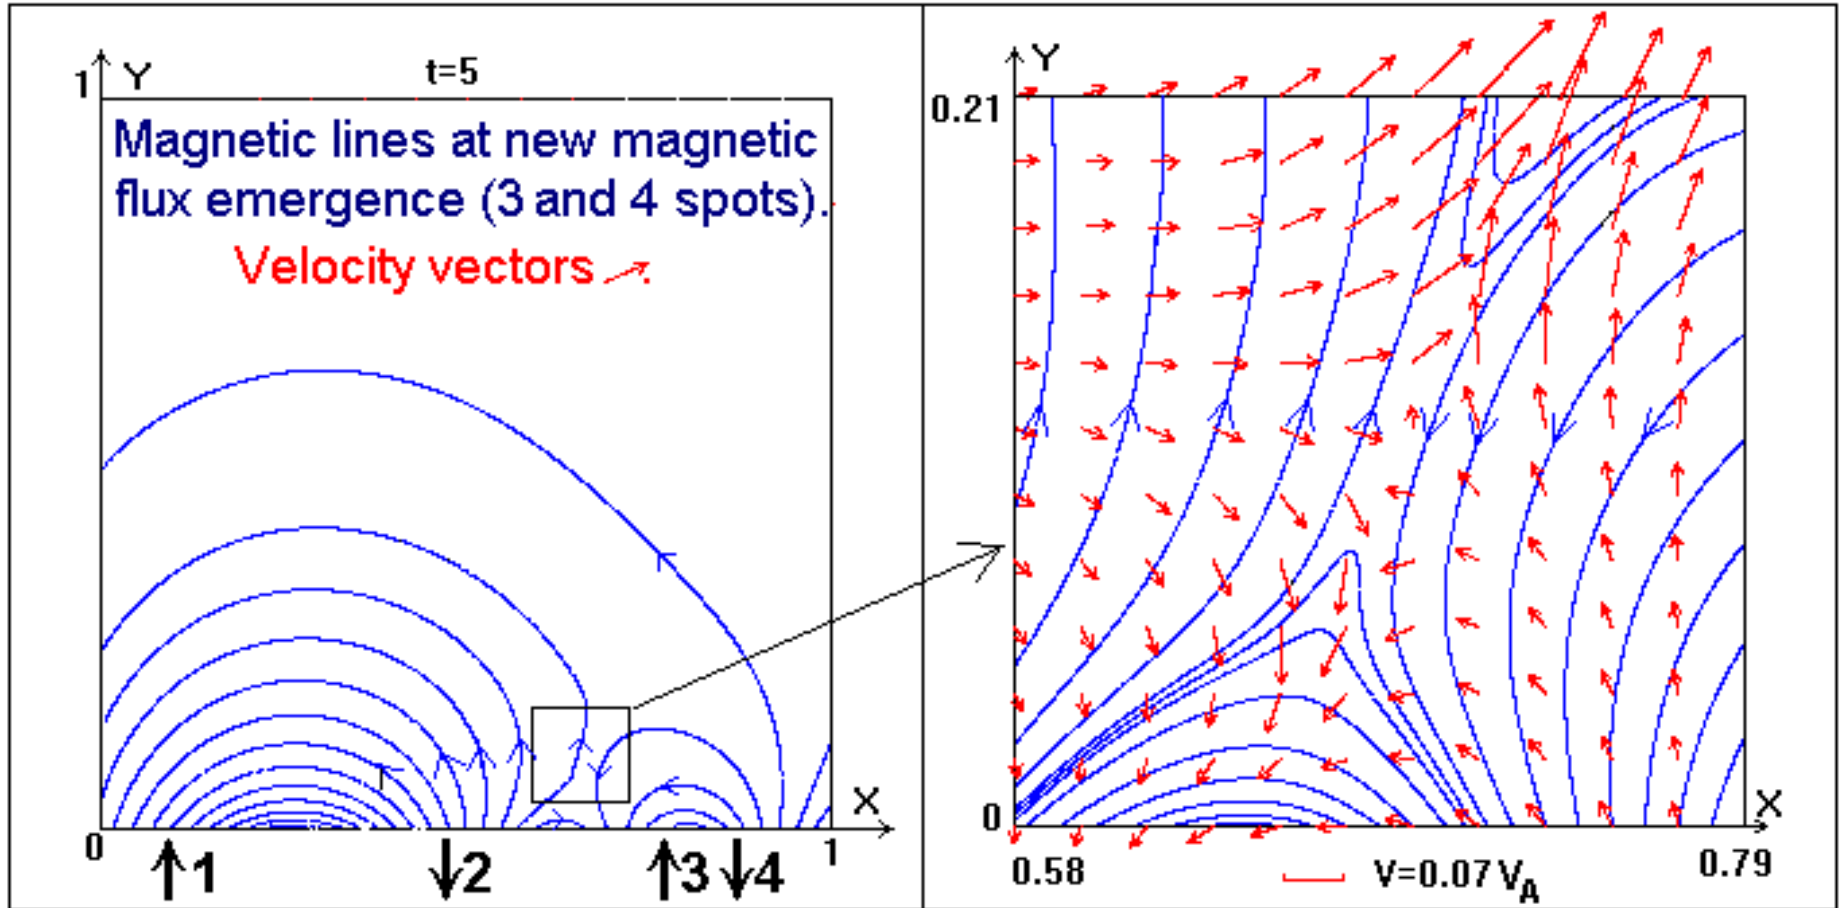 1
Y
t=5
Magnetic lines at new magnetic
flux emergence (3 and 4 spots).
Velocity vectors
X
0
1
1
2
3
4
Y
0.21
0
X
0.58
0.79
V=0.07 VA